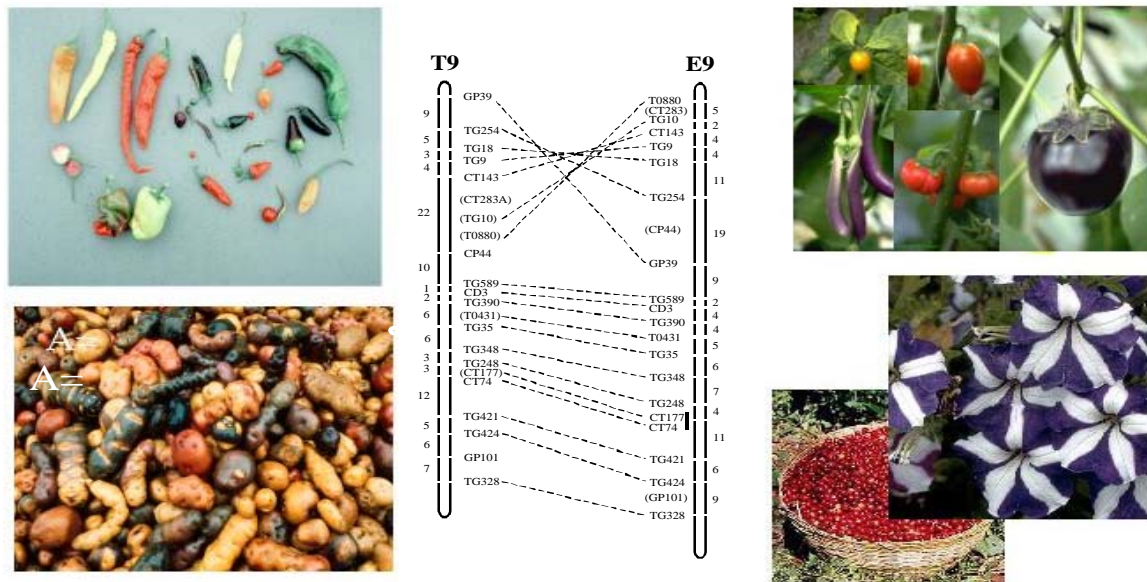 T9
GP39
9
TG254
5
TG18
3
TG9
4
CT143
(CT283A)
22
(TG10)
(T0880)
CP44
10
TG589
1
CD3
2
TG390
6
(T0431)
TG35
6
TG348
3
TG248
3
(CT177)
CT74
12
TG421
5
TG424
6
GP101
7
TG328
E9
T0880
(CT283)
5
TG10
2
CT143
4
TG9
4
TG18
11
TG254
(CP44)
19
GP39
9
TG589
2
CD3
4
TG390
4
T0431
5
TG35
6
TG348
7
TG248
4
CT177
CT74
11
TG421
6
TG424
(GP101)
9
TG328
A=
A=